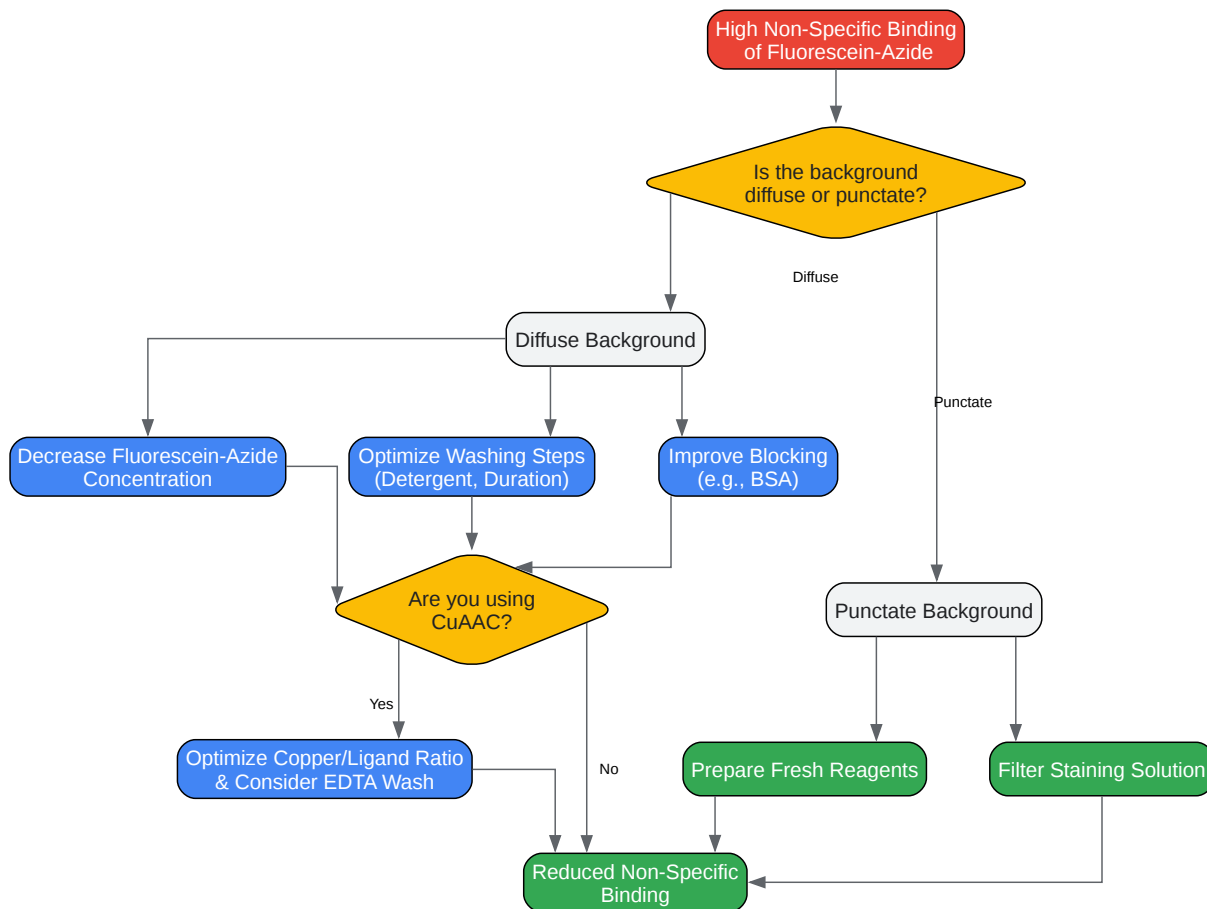 High Non-Specific Binding
of Fluorescein-Azide
Is the background
diffuse or punctate?
Diffuse
Diffuse Background
Punctate
Decrease Fluorescein-Azide
Concentration
Optimize Washing Steps
(Detergent, Duration)
Improve Blocking
(e.g., BSA)
Are you using
CuAAC?
Punctate Background
Yes
Optimize Copper/Ligand Ratio
& Consider EDTA Wash
No
Prepare Fresh Reagents
Filter Staining Solution
Reduced Non-Specific
Binding